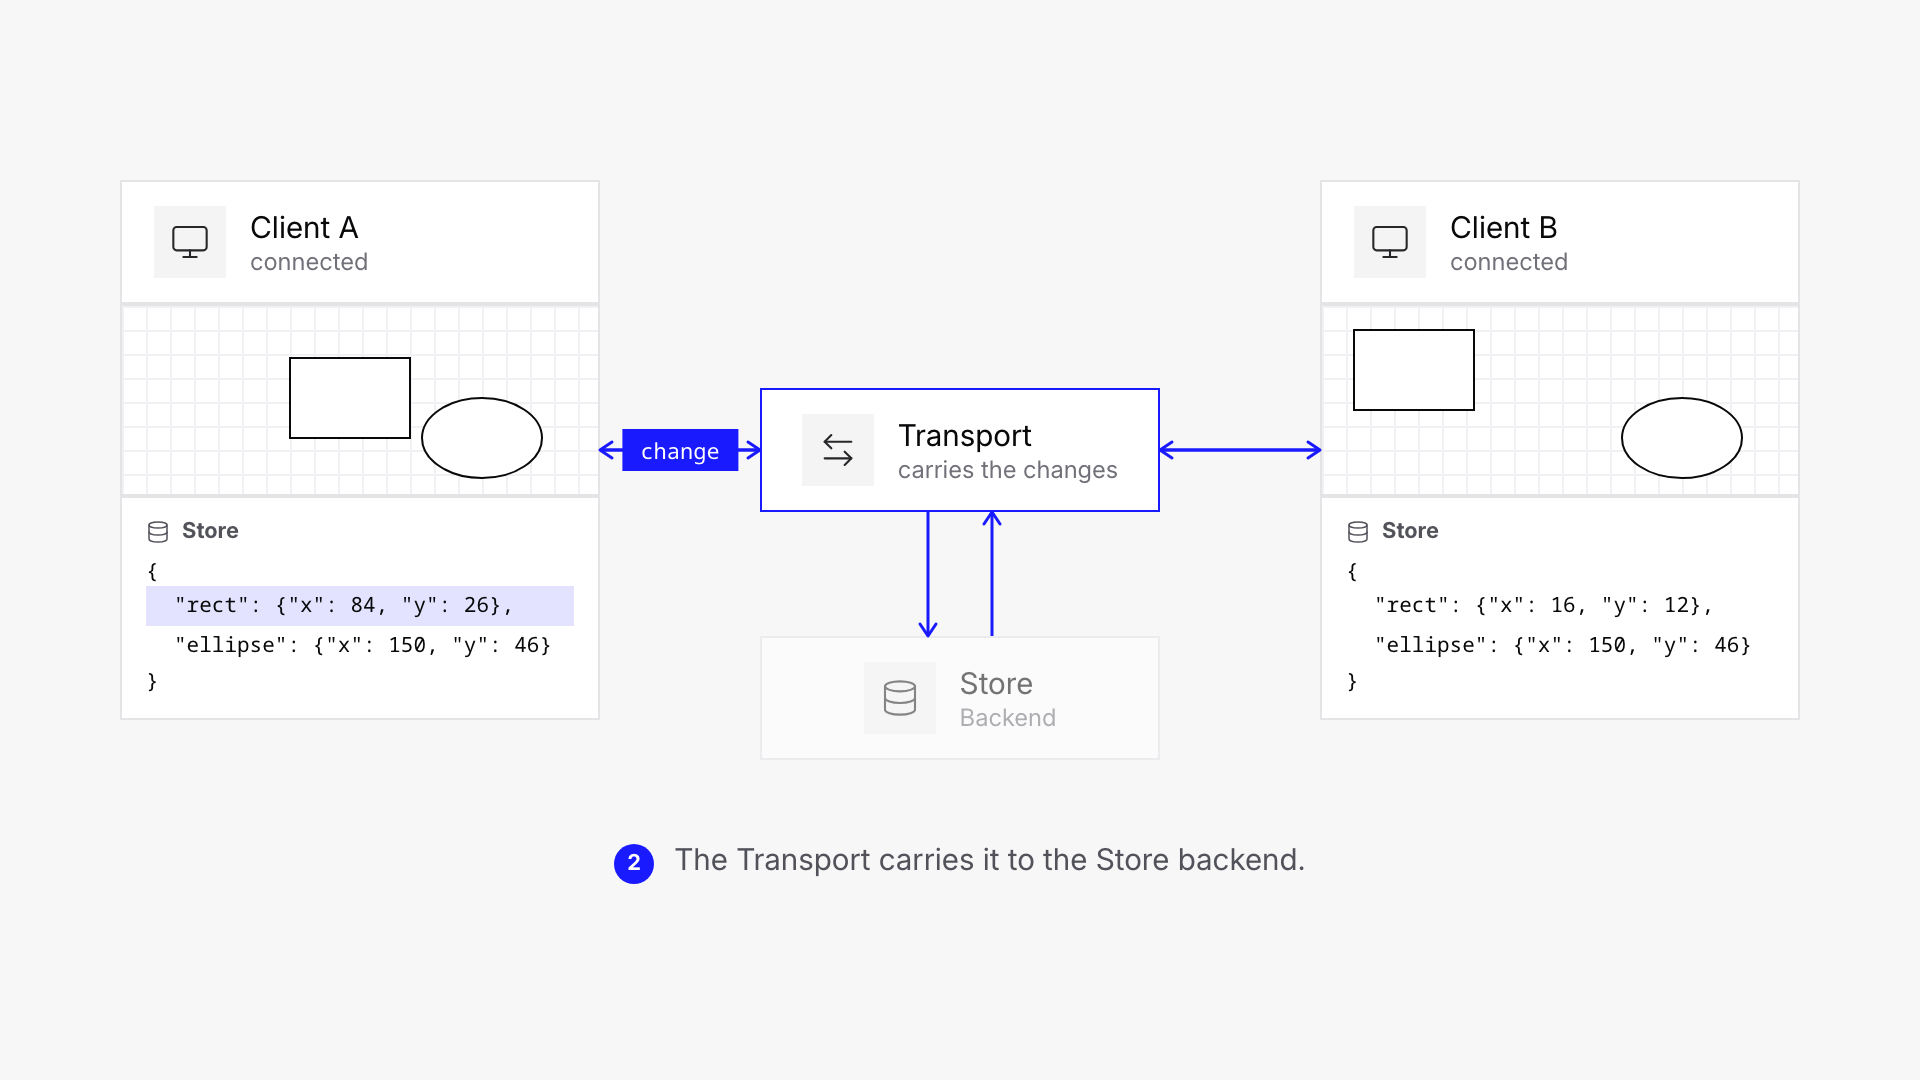 Client A
connected
Store
{
"rect": {"x": 84, "y": 26},
"ellipse": {"x": 150, "y": 46}
}
change
Transport
carries the changes
Store
Backend
Client B
connected
Store
{
"rect": {"x": 16, "y": 12},
"ellipse": {"x": 150, "y": 46}
}
2 The Transport carries it to the Store backend.